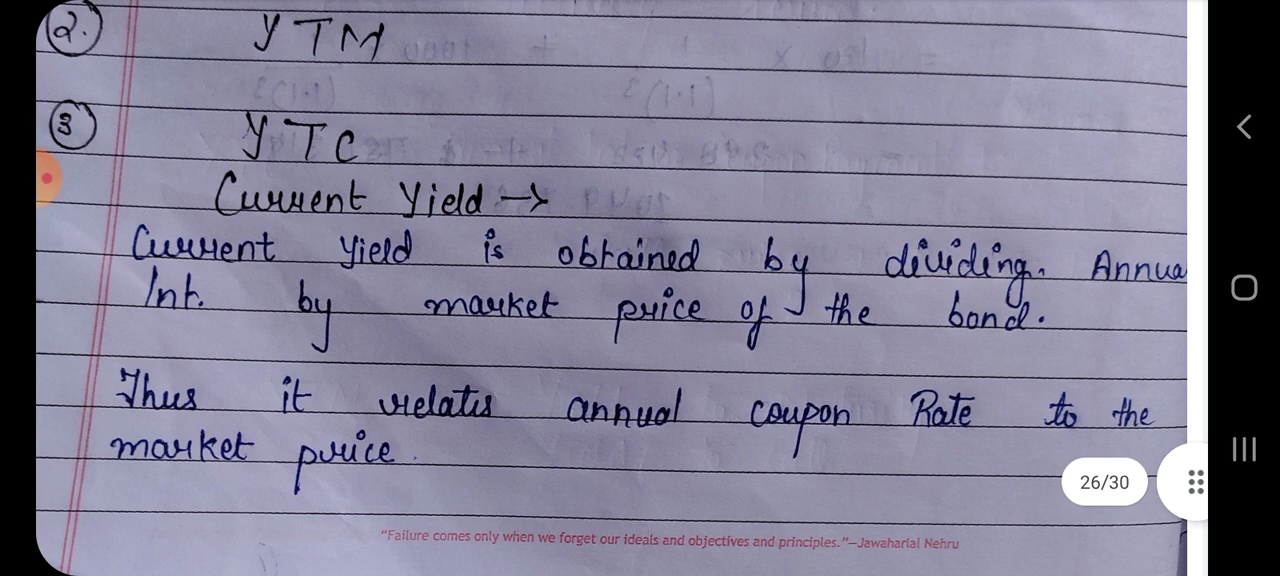 2. YTM
3 YTC
Current Yield →
Current yield is obtained by dividing. Annua
Int. by market price of the bond.
Thus it relates annual coupon Rate to the
market price.
26/30
"Failure comes only when we forget our ideals and objectives and principles."—Jawaharlal Nehru